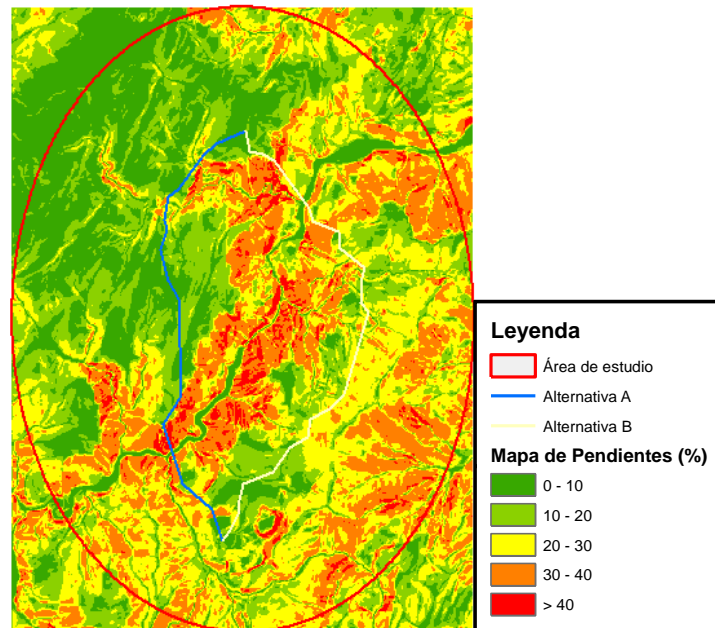 Leyenda
Área de estudio
Alternativa A
Alternativa B
Mapa de Pendientes (%)
0 - 10
10 - 20
20 - 30
30 - 40
> 40